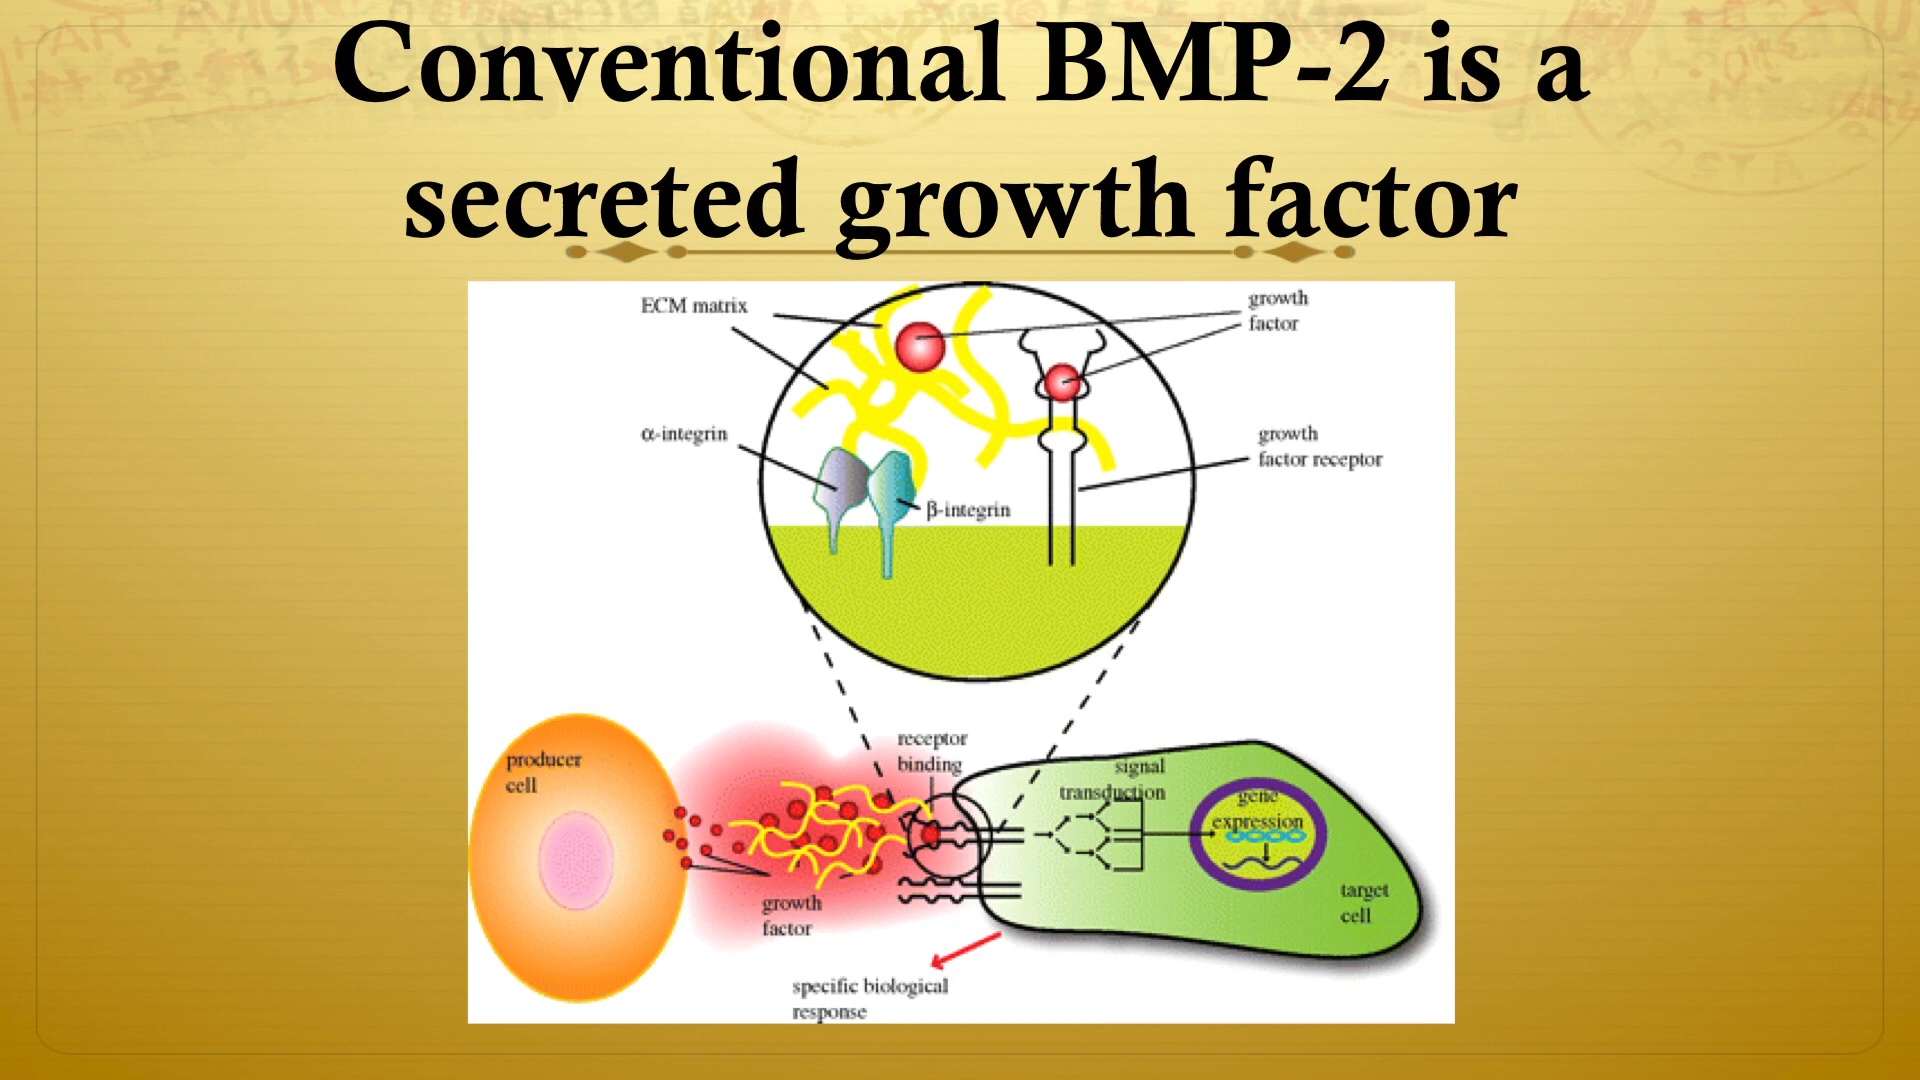 Conventional BMP-2 is a
secreted growth factor
ECM matrix
growth
factor
α-integrin
growth
factor receptor
β-integrin
receptor
binding
producer
cell
signal
transduction
gene
expression
target
cell
growth
factor
specific biological
response